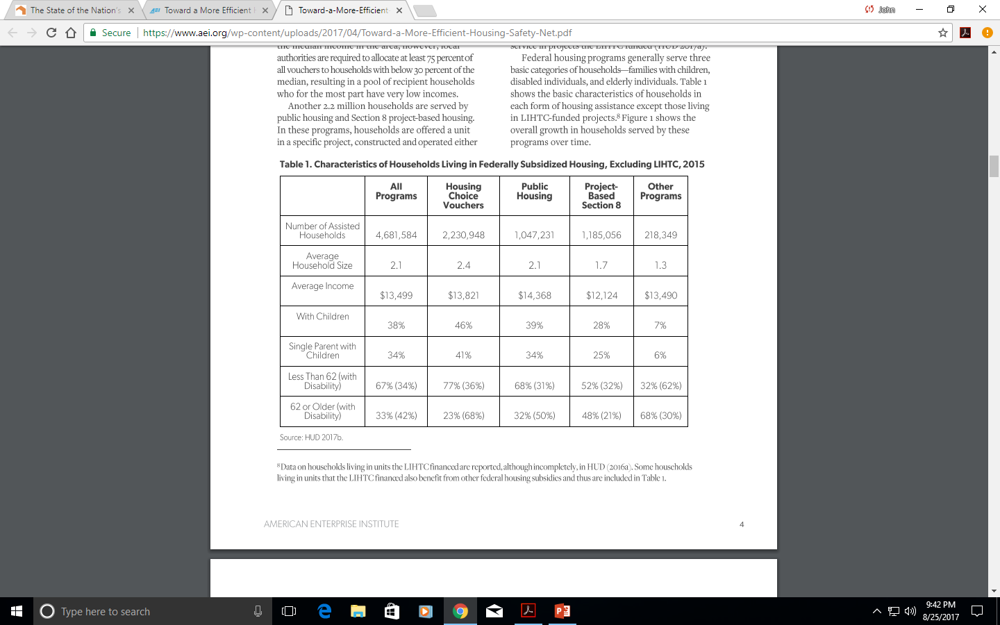 The State of the Nation's
Toward a More Efficient
Toward-a-More-Efficient-
John
Secure
https://www.aei.org/wp-content/uploads/2017/04/Toward-a-More-Efficient-Housing-Safety-Net.pdf
the median income in the area, however, local
authorities are required to allocate at least 75 percent of
all vouchers to households with below 30 percent of the
median, resulting in a pool of recipient households
who for the most part have very low incomes.
Another 2.2 million households are served by
public housing and Section 8 project-based housing.
In these programs, households are offered a unit
in a specific project, constructed and operated either
service in projects the LIHTC funded (HUD 2017a).
Federal housing programs generally serve three
basic categories of households—families with children,
disabled individuals, and elderly individuals. Table 1
shows the basic characteristics of households in
each form of housing assistance except those living
in LIHTC-funded projects.⁸ Figure 1 shows the
overall growth in households served by these
programs over time.
Table 1. Characteristics of Households Living in Federally Subsidized Housing, Excluding LIHTC, 2015
All Programs
Housing Choice Vouchers
Public Housing
Project-Based Section 8
Other Programs
Number of Assisted Households 4,681,584 2,230,948 1,047,231 1,185,056 218,349
Average Household Size 2.1 2.4 2.1 1.7 1.3
Average Income $13,499 $13,821 $14,368 $12,124 $13,490
With Children 38% 46% 39% 28% 7%
Single Parent with Children 34% 41% 34% 25% 6%
Less Than 62 (with Disability) 67% (34%) 77% (36%) 68% (31%) 52% (32%) 32% (62%)
62 or Older (with Disability) 33% (42%) 23% (68%) 32% (50%) 48% (21%) 68% (30%)
Source: HUD 2017b.
⁸ Data on households living in units the LIHTC financed are reported, although incompletely, in HUD (2016a). Some households
living in units that the LIHTC financed also benefit from other federal housing subsidies and thus are included in Table 1.
AMERICAN ENTERPRISE INSTITUTE
4
Type here to search
9:42 PM
8/25/2017